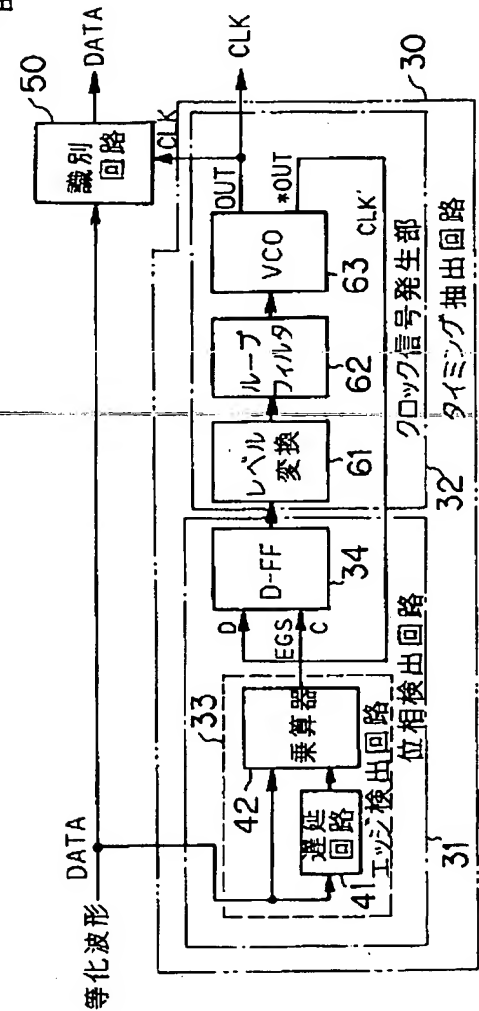 等化波形
DATA
識別
回路
50
DATA
CLK
CLK
33
42
乗算器
遅延
回路
41
エッジ検出回路
EGS
D
C
D-FF
34
位相検出回路
31
レベル
変換
61
ループ
フィルタ
62
VCO
63
OUT
*OUT
CLK'
クロック信号発生部
32
タイミング抽出回路
30